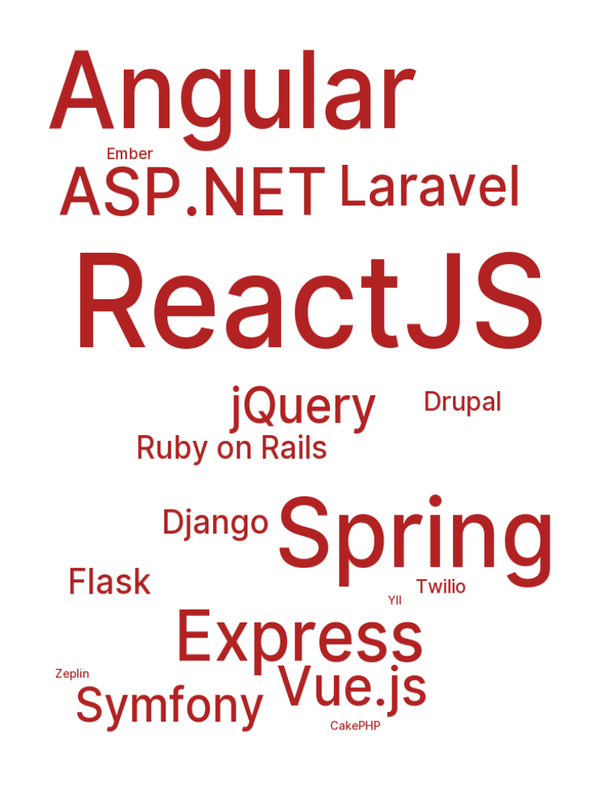 Angular
Ember
ASP.NET Laravel
ReactJS
jQuery Drupal
Ruby on Rails
Django Spring
Flask Twilio
YII
Express
Zeplin Vue.js
Symfony
CakePHP